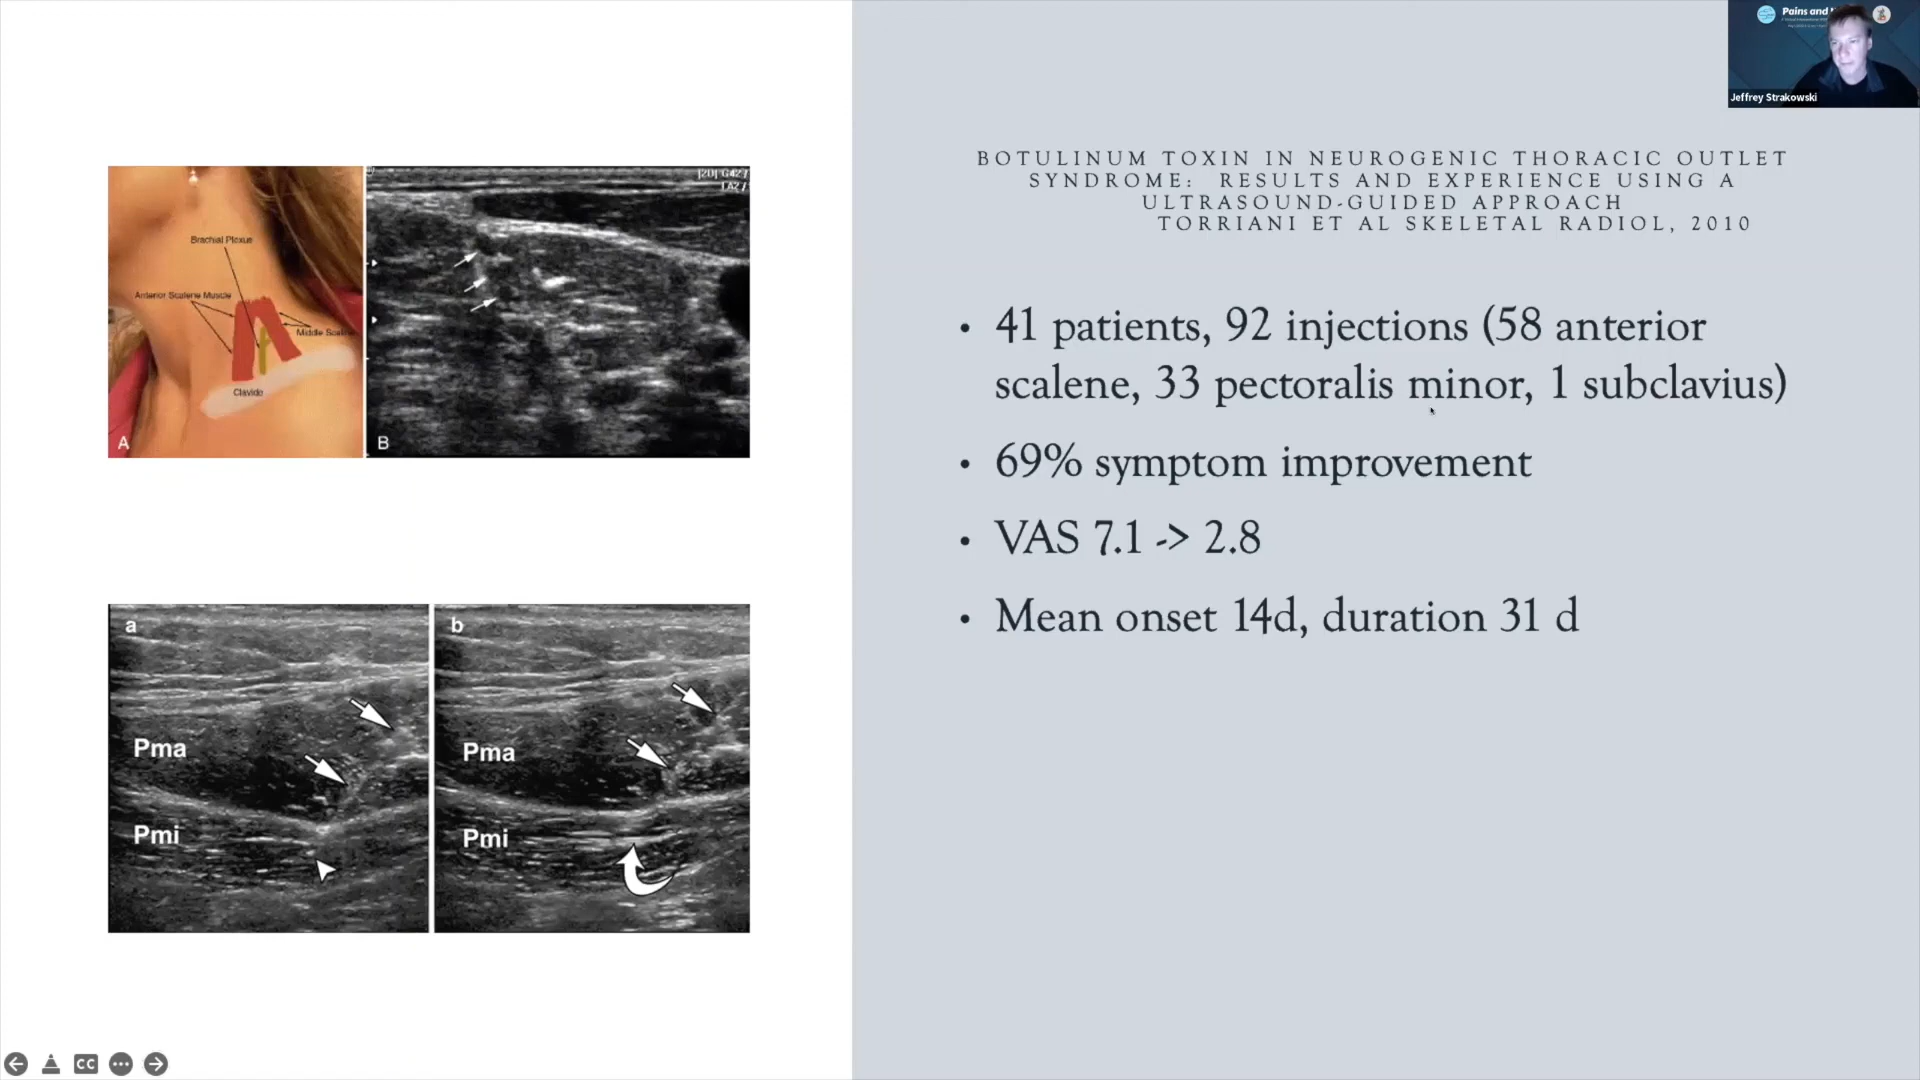 Pains and
Jeffrey Strakowski
BOTULINUM TOXIN IN NEUROGENIC THORACIC OUTLET
SYNDROME: RESULTS AND EXPERIENCE USING A
ULTRASOUND-GUIDED APPROACH
TORRIANI ET AL SKELETAL RADIOL, 2010
• 41 patients, 92 injections (58 anterior
scalene, 33 pectoralis minor, 1 subclavius)
• 69% symptom improvement
• VAS 7.1 -> 2.8
• Mean onset 14d, duration 31 d
Brachial Plexus
Anterior Scalene Muscle
Middle
Clavicle
A
B
a
b
Pma
Pma
Pmi
Pmi
CC